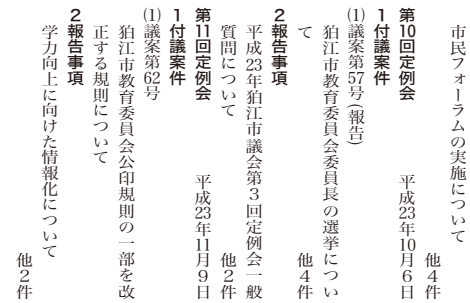 市民フォーラムの実施について
他４件
第10回定例会　平成23年10月６日
１付議案件
⑴議案第57号(報告)
狛江市教育委員会委員長の選挙につい
て
他４件
２報告事項
平成23年狛江市議会第３回定例会一般
質問について
他２件
第11回定例会　平成23年11月９日
１付議案件
⑴議案第62号
狛江市教育委員会公印規則の一部を改
正する規則について
２報告事項
学力向上に向けた情報化について
他２件